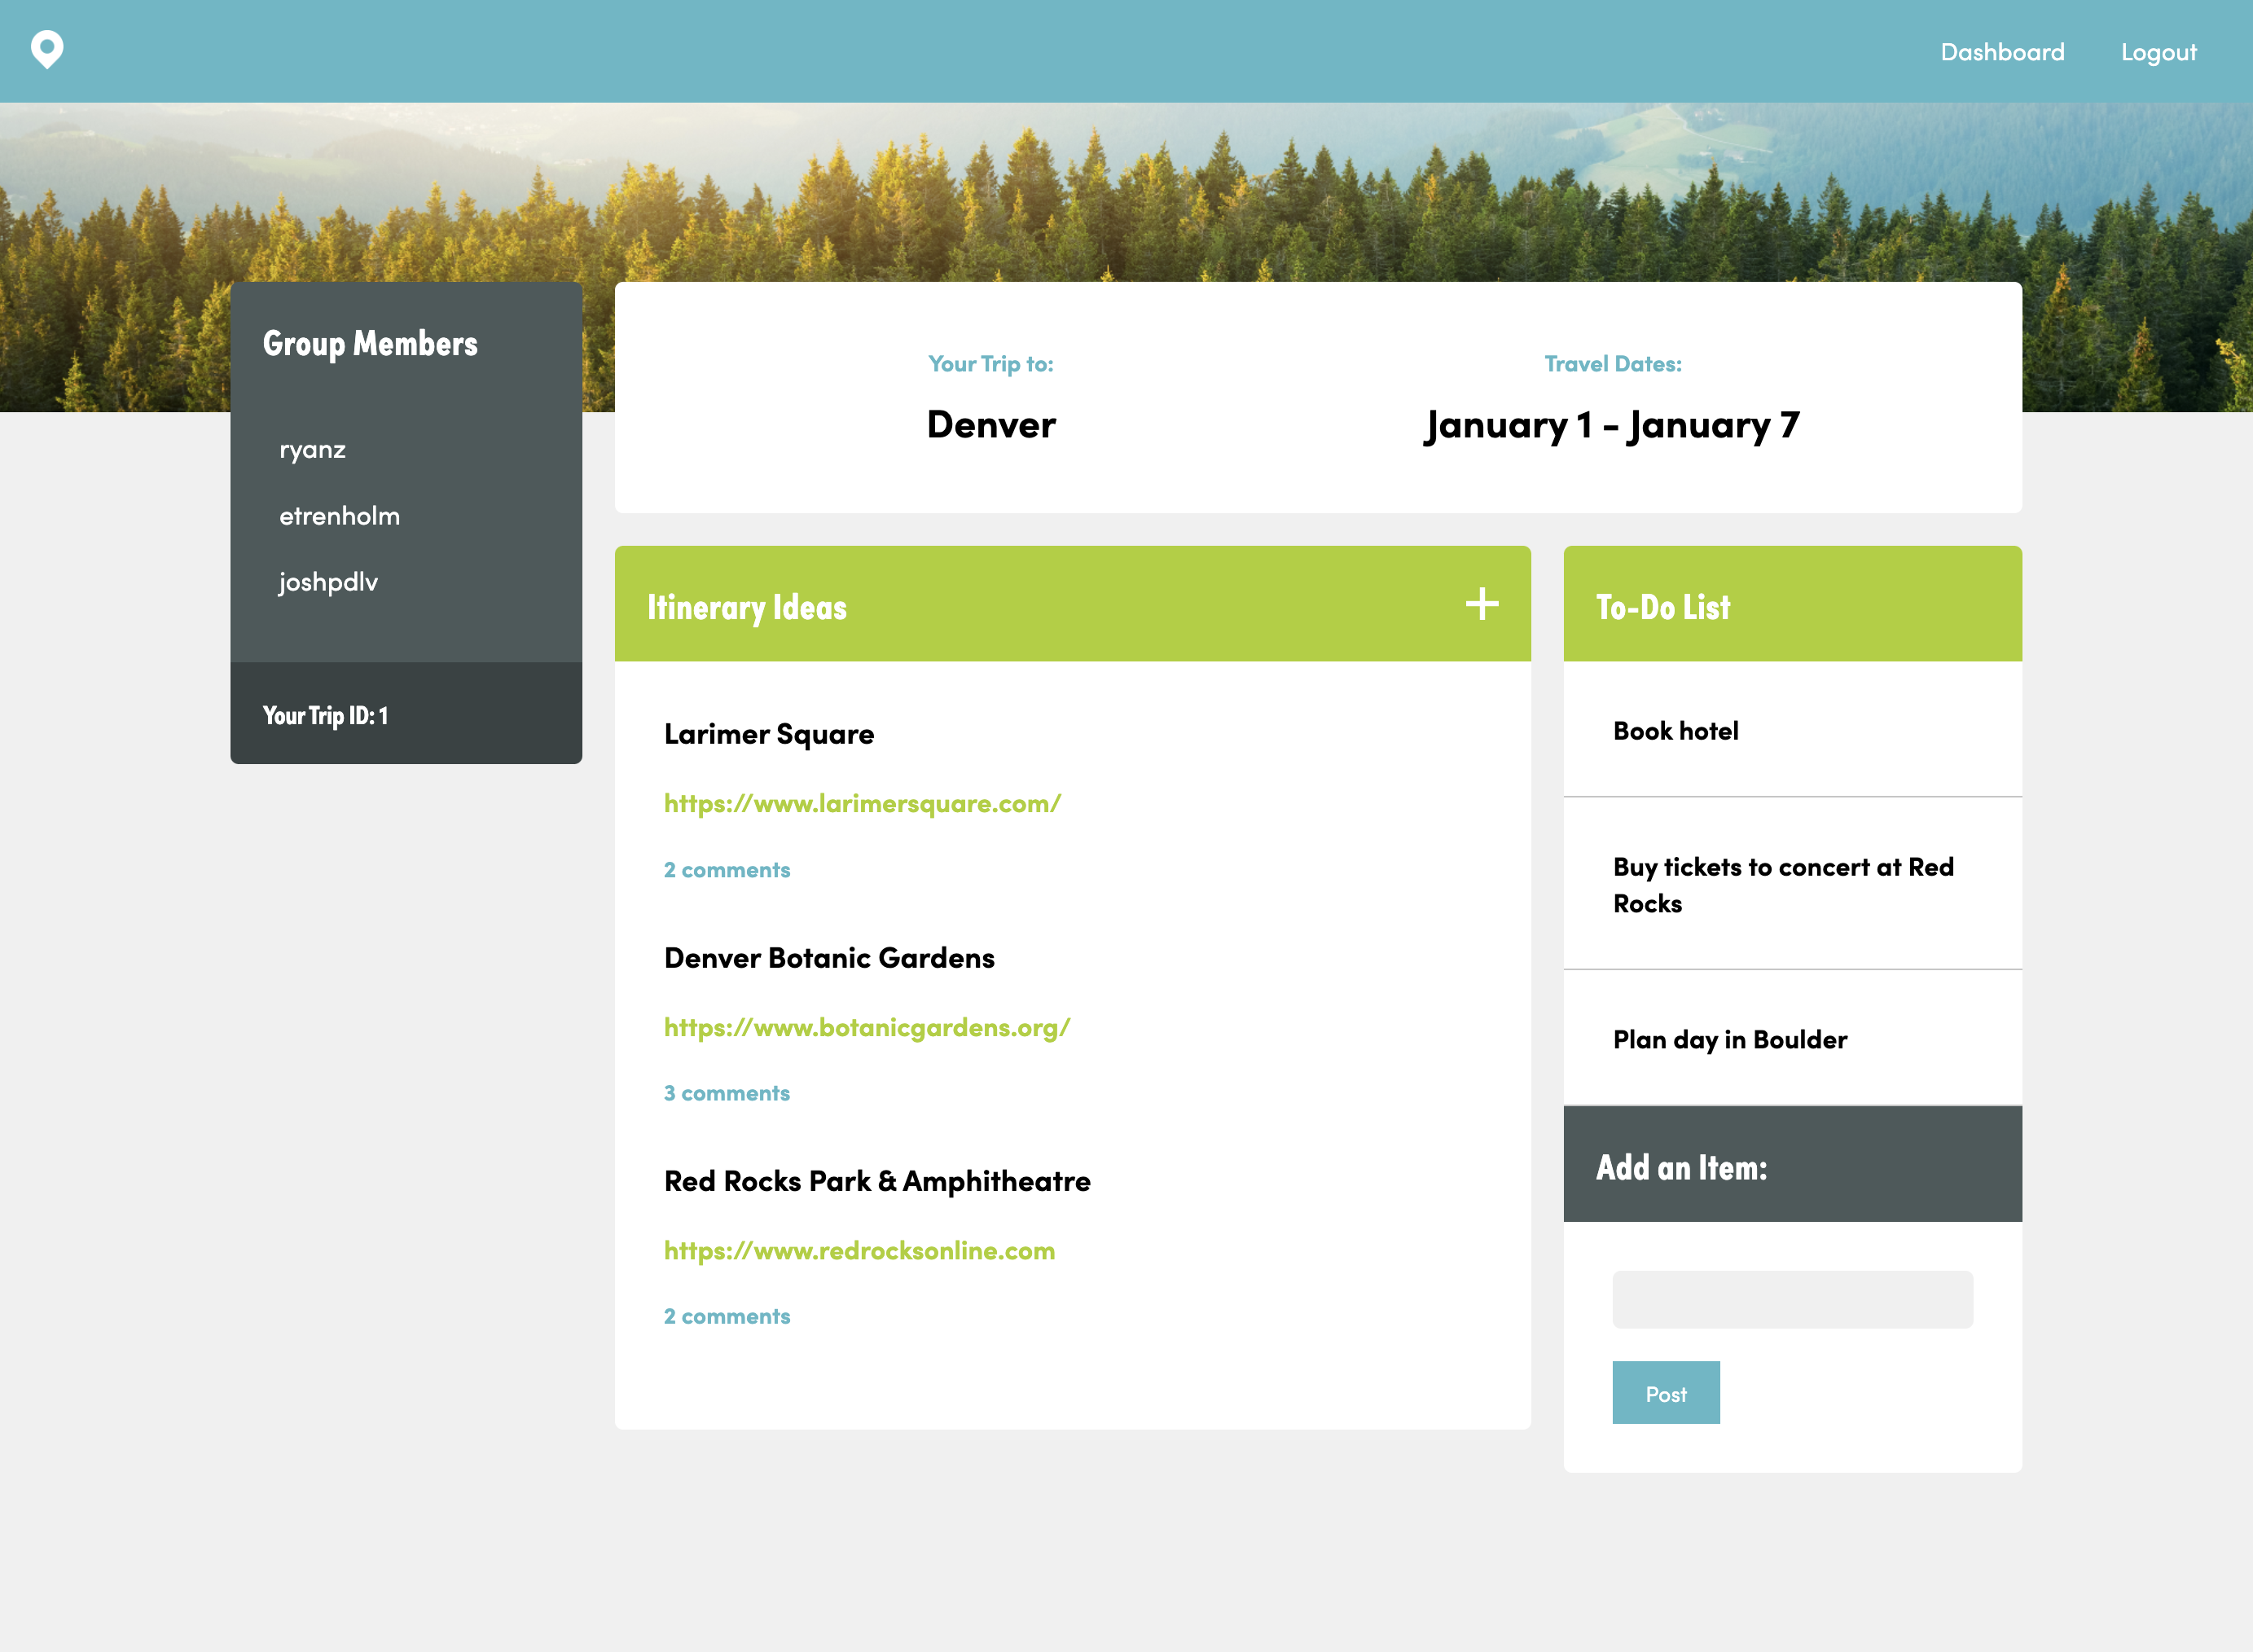 Dashboard
Logout
Group Members
ryanz
etrenholm
joshpdlv
Your Trip ID: 1
Your Trip to:
Denver
Travel Dates:
January 1 - January 7
Itinerary Ideas
Larimer Square
https://www.larimersquare.com/
2 comments
Denver Botanic Gardens
https://www.botanicgardens.org/
3 comments
Red Rocks Park & Amphitheatre
https://www.redrocksonline.com
2 comments
To-Do List
Book hotel
Buy tickets to concert at Red
Rocks
Plan day in Boulder
Add an Item:
Post